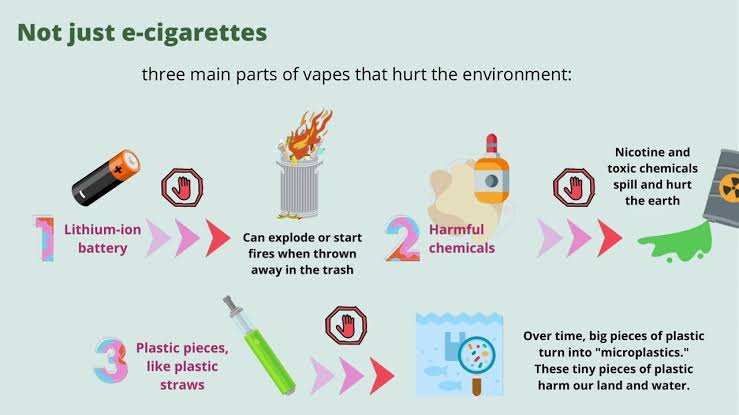 Not just e-cigarettes
three main parts of vapes that hurt the environment:
1
Lithium-ion
battery
Can explode or start
fires when thrown
away in the trash
2
Harmful
chemicals
Nicotine and
toxic chemicals
spill and hurt
the earth
3
Plastic pieces,
like plastic
straws
Over time, big pieces of plastic
turn into "microplastics."
These tiny pieces of plastic
harm our land and water.